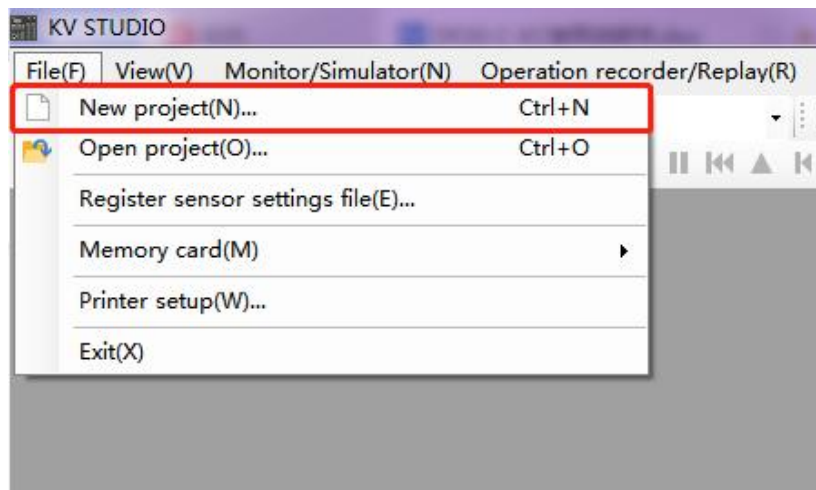 KV STUDIO
File(F) View(V) Monitor/Simulator(N) Operation recorder/Replay(R)
New project(N)... Ctrl+N
Open project(O)... Ctrl+O
Register sensor settings file(E)...
Memory card(M)
Printer setup(W)...
Exit(X)